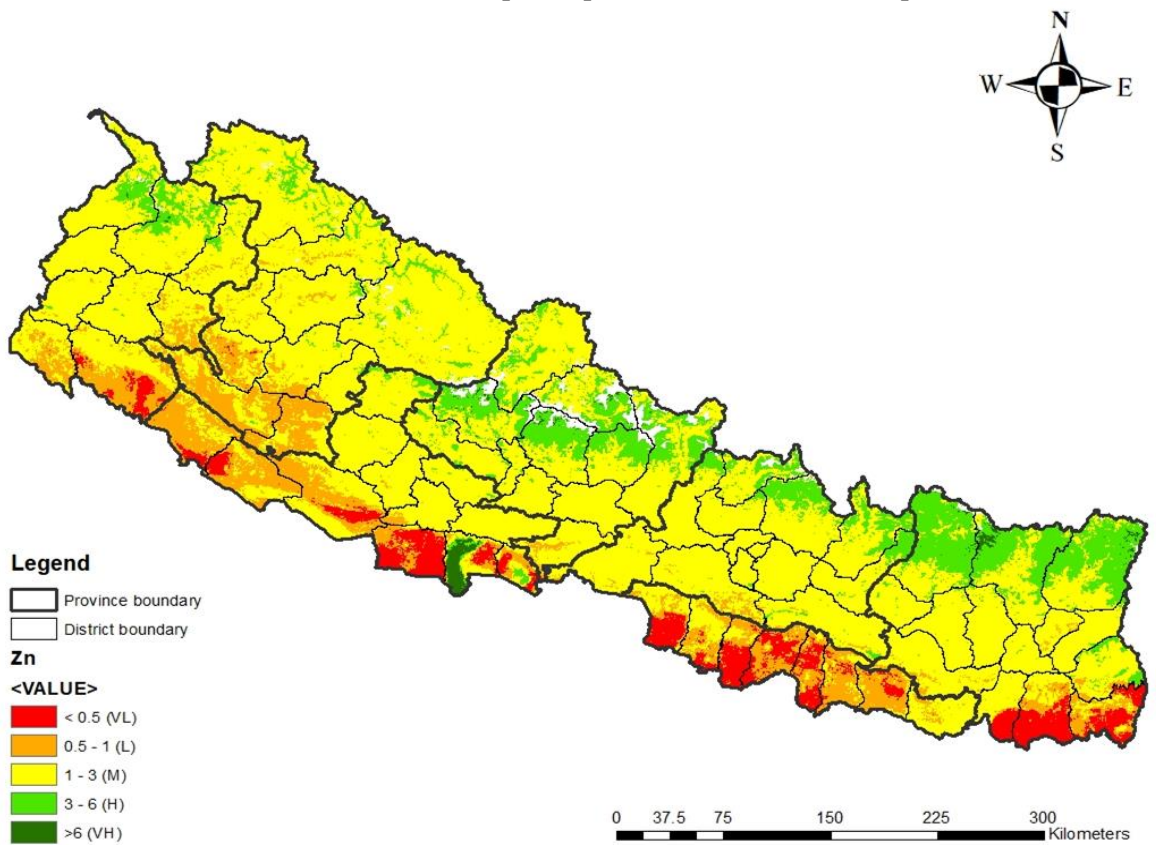 N
W E
S
Legend
Province boundary
District boundary
Zn
<VALUE>
< 0.5 (VL)
0.5 - 1 (L)
1 - 3 (M)
3 - 6 (H)
>6 (VH)
0 37.5 75 150 225 300
Kilometers